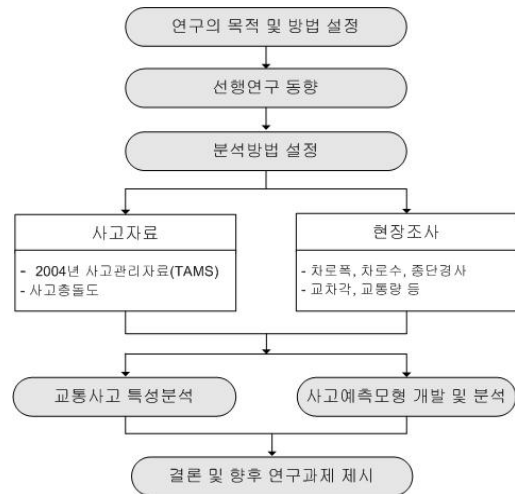 연구의 목적 및 방법 설정
선행연구 동향
분석방법 설정
사고자료
- 2004년 사고관리자료(TAMS)
- 사고충돌도
현장조사
- 차로폭, 차로수, 종단경사
- 교차각, 교통량 등
교통사고 특성분석
사고예측모형 개발 및 분석
결론 및 향후 연구과제 제시